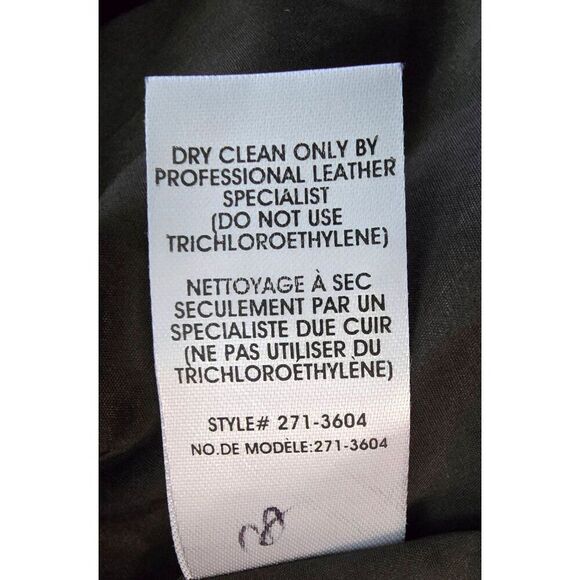 DRY CLEAN ONLY BY
PROFESSIONAL LEATHER
SPECIALIST
(DO NOT USE
TRICHLOROETHYLENE)
NETTOYAGE À SEC
SECULEMENT PAR UN
SPECIALISTE DUE CUIR
(NE PAS UTILISER DU
TRICHLOROÉTHYLÈNE)
STYLE# 271-3604
NO.DE MODÈLE:271-3604